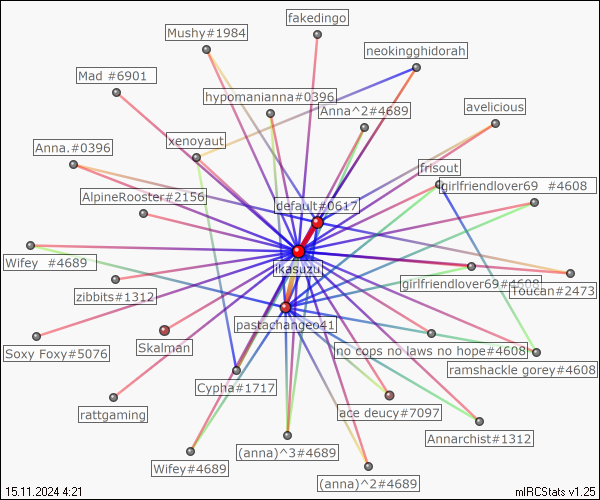 fakedingo
Mushy#1984
neokingghidorah
Mad #6901
hypomanianna#0396
Anna^2#4689
avelicious
xenoyaut
Anna.#0396
frisout
girlfriendlover69 #4608
AlpineRooster#2156
default#0617
Wifey #4689
likasuzu
girlfriendlover69#4608
Toucan#2473
zibbits#1312
pastachangeo41
Soxy Foxy#5076
Skalman
no cops no laws no hope#4608
ramshackle gorey#4608
Cypha#1717
rattgaming
ace deucy#7097
Annarchist#1312
(anna)^3#4689
Wifey#4689
(anna)^2#4689
15.11.2024 4:21
mIRCStats v1.25